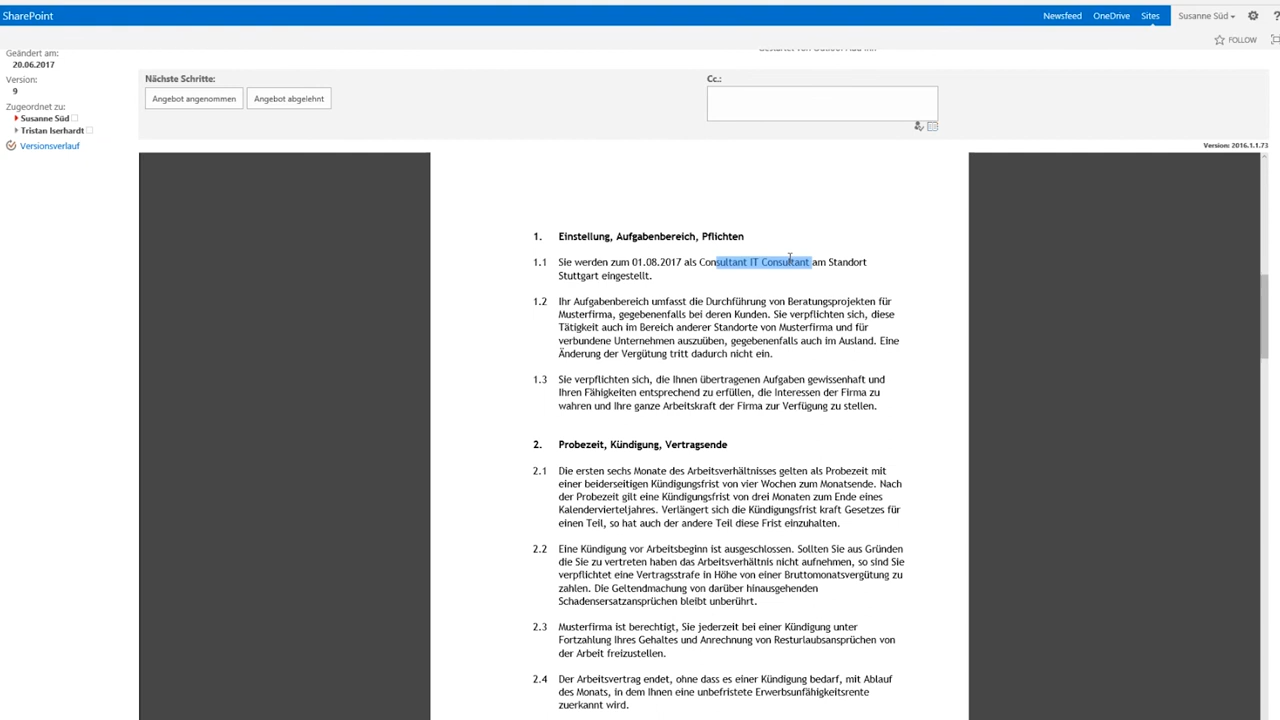 SharePoint
Newsfeed OneDrive Sites Susanne Süd ?
FOLLOW
Geändert am:
20.06.2017
Version:
9
Zugeordnet zu:
Susanne Süd
Tristan Iserhardt
Versionsverlauf
Nächste Schritte:
Angebot angenommen Angebot abgelehnt
Cc.:
Version: 2016.1.1.73
1. Einstellung, Aufgabenbereich, Pflichten
1.1 Sie werden zum 01.08.2017 als Consultant IT Consultant am Standort
Stuttgart eingestellt.
1.2 Ihr Aufgabenbereich umfasst die Durchführung von Beratungsprojekten für
Musterfirma, gegebenenfalls bei deren Kunden. Sie verpflichten sich, diese
Tätigkeit auch im Bereich anderer Standorte von Musterfirma und für
verbundene Unternehmen auszuüben, gegebenenfalls auch im Ausland. Eine
Änderung der Vergütung tritt dadurch nicht ein.
1.3 Sie verpflichten sich, die Ihnen übertragenen Aufgaben gewissenhaft und
Ihren Fähigkeiten entsprechend zu erfüllen, die Interessen der Firma zu
wahren und Ihre ganze Arbeitskraft der Firma zur Verfügung zu stellen.
2. Probezeit, Kündigung, Vertragsende
2.1 Die ersten sechs Monate des Arbeitsverhältnisses gelten als Probezeit mit
einer beiderseitigen Kündigungsfrist von vier Wochen zum Monatsende. Nach
der Probezeit gilt eine Kündigungsfrist von drei Monaten zum Ende eines
Kalendervierteljahres. Verlängert sich die Kündigungsfrist kraft Gesetzes für
einen Teil, so hat auch der andere Teil diese Frist einzuhalten.
2.2 Eine Kündigung vor Arbeitsbeginn ist ausgeschlossen. Sollten Sie aus Gründen
die Sie zu vertreten haben das Arbeitsverhältnis nicht aufnehmen, so sind Sie
verpflichtet eine Vertragsstrafe in Höhe von einer Bruttomonatsvergütung zu
zahlen. Die Geltendmachung von darüber hinausgehenden
Schadensersatzansprüchen bleibt unberührt.
2.3 Musterfirma ist berechtigt, Sie jederzeit bei einer Kündigung unter
Fortzahlung Ihres Gehaltes und Anrechnung von Resturlaubsansprüchen von
der Arbeit freizustellen.
2.4 Der Arbeitsvertrag endet, ohne dass es einer Kündigung bedarf, mit Ablauf
des Monats, in dem Ihnen eine unbefristete Erwerbsunfähigkeitsrente
zuerkannt wird.